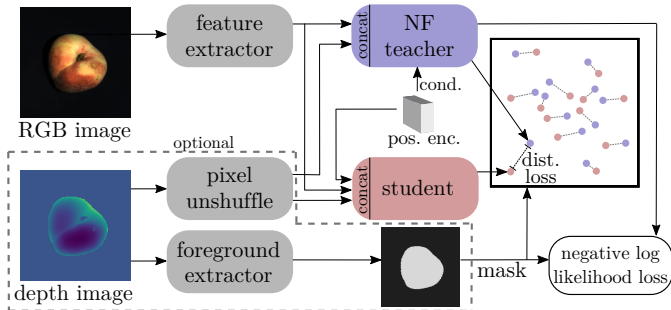 feature
extractor
concat
NF
teacher
RGB image
cond.
pos. enc.
optional
pixel
unshuffle
concat
student
dist.
loss
foreground
extractor
depth image
mask
negative log
likelihood loss